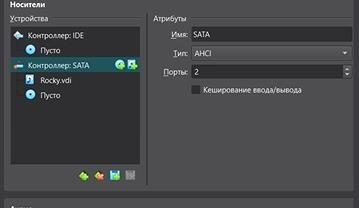 Носители
Устройства
Контроллер: IDE
Пусто
Контроллер: SATA
Rocky.vdi
Пусто
Атрибуты
Имя: SATA
Тип: AHCI
Порты: 2
Кеширование ввода/вывода